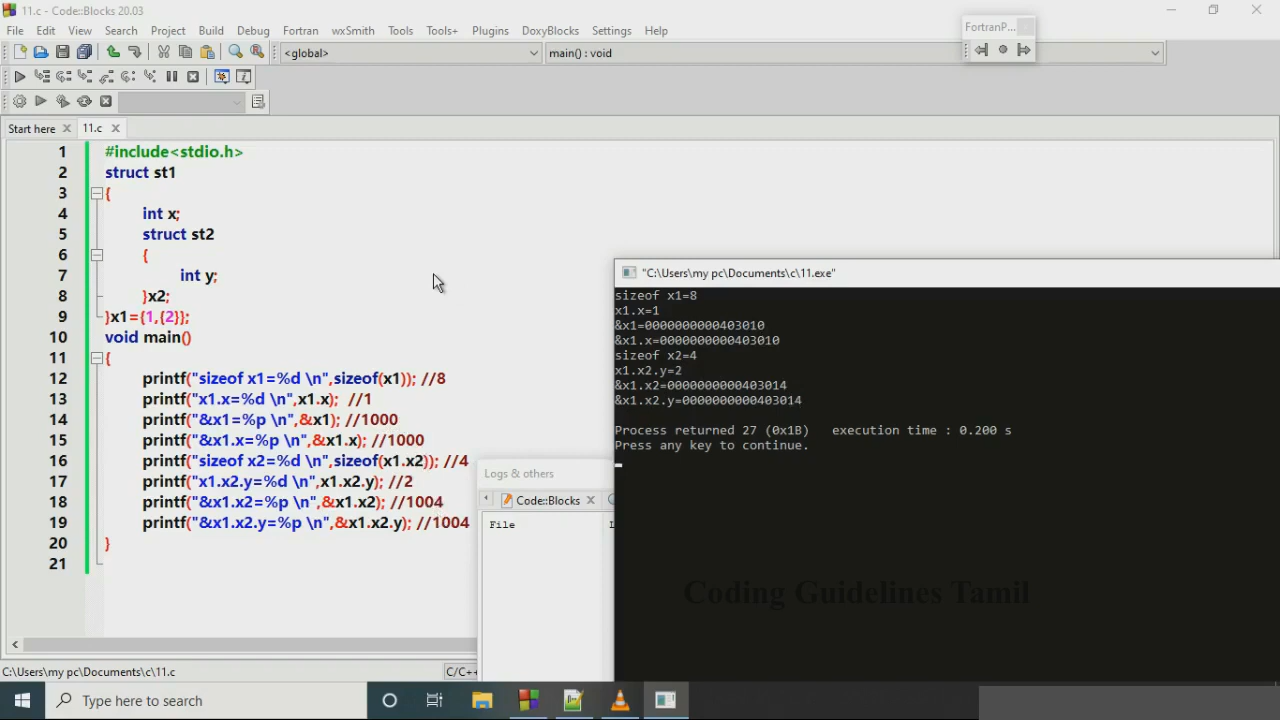 11.c - Code::Blocks 20.03
File Edit View Search Project Build Debug Fortran wxSmith Tools Tools+ Plugins DoxyBlocks Settings Help
FortranP...
<global>
main() : void
Start here
11.c
1 #include<stdio.h>
2 struct st1
3 {
4 int x;
5 struct st2
6 {
7 int y;
8 }x2;
9 }x1={1,{2}};
10 void main()
11 {
12 printf("sizeof x1=%d \n",sizeof(x1)); //8
13 printf("x1.x=%d \n",x1.x); //1
14 printf("&x1=%p \n",&x1); //1000
15 printf("&x1.x=%p \n",&x1.x); //1000
16 printf("sizeof x2=%d \n",sizeof(x1.x2)); //4
17 printf("x1.x2.y=%d \n",x1.x2.y); //2
18 printf("&x1.x2=%p \n",&x1.x2); //1004
19 printf("&x1.x2.y=%p \n",&x1.x2.y); //1004
20 }
21
"C:\Users\my pc\Documents\c\11.exe"
sizeof x1=8
x1.x=1
&x1=0000000000403010
&x1.x=0000000000403010
sizeof x2=4
x1.x2.y=2
&x1.x2=0000000000403014
&x1.x2.y=0000000000403014
Process returned 27 (0x1B) execution time : 0.200 s
Press any key to continue.
Logs & others
Code::Blocks
File
Coding Guidelines Tamil
C:\Users\my pc\Documents\c\11.c
C/C++
Type here to search